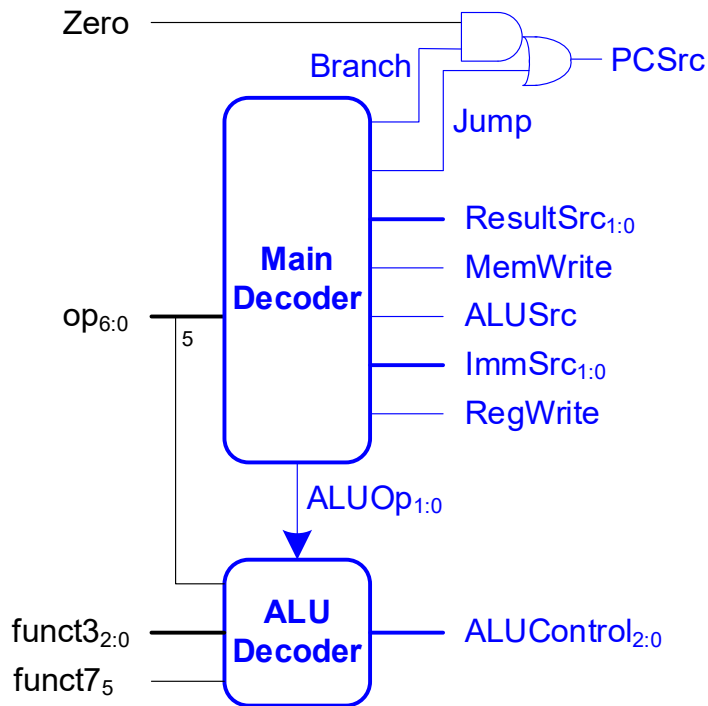 Zero
Branch
PCSrc
Jump
ResultSrc1:0
Main
Decoder
MemWrite
op6:0
5
ALUSrc
ImmSrc1:0
RegWrite
ALUOp1:0
ALU
Decoder
funct32:0
ALUControl2:0
funct75